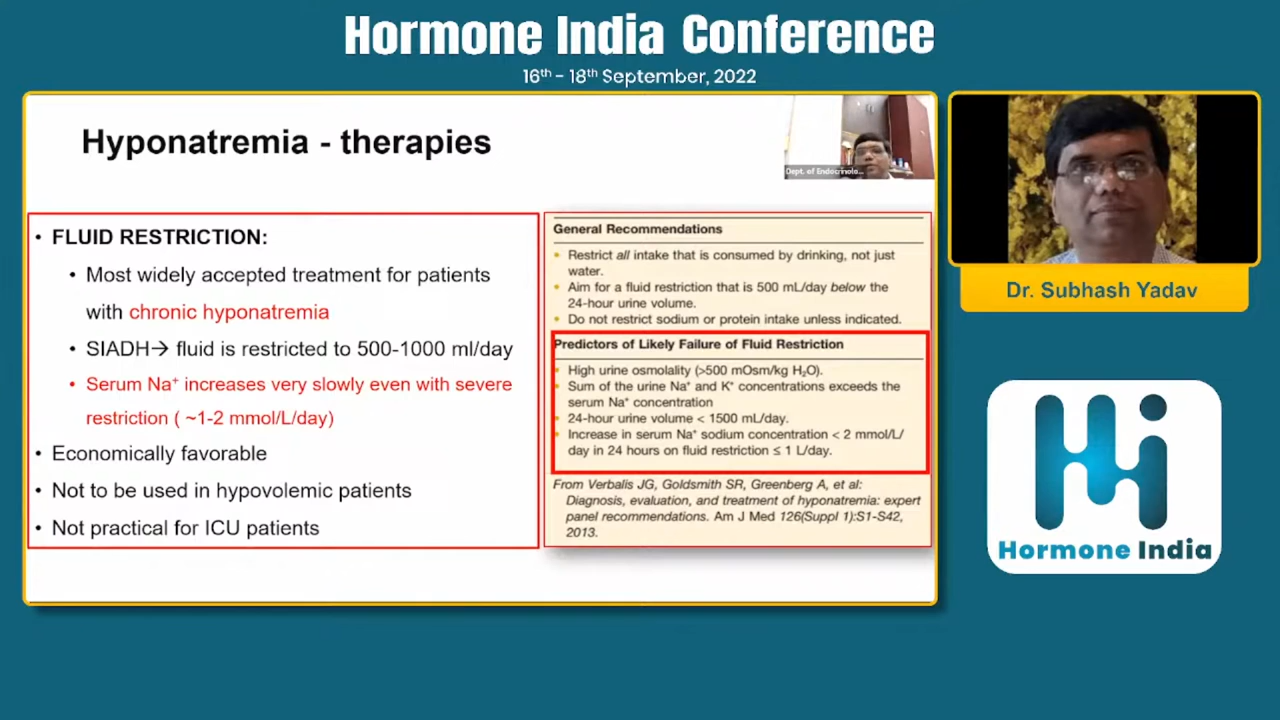 Hormone India Conference
16th - 18th September, 2022
Hyponatremia - therapies
Dept. of Endocrinolo...
• FLUID RESTRICTION:
• Most widely accepted treatment for patients
with chronic hyponatremia
• SIADH→ fluid is restricted to 500-1000 ml/day
• Serum Na⁺ increases very slowly even with severe
restriction ( ~1-2 mmol/L/day)
• Economically favorable
• Not to be used in hypovolemic patients
• Not practical for ICU patients
General Recommendations
• Restrict all intake that is consumed by drinking, not just
water.
• Aim for a fluid restriction that is 500 mL/day below the
24-hour urine volume.
• Do not restrict sodium or protein intake unless indicated.
Predictors of Likely Failure of Fluid Restriction
• High urine osmolality (>500 mOsm/kg H₂O).
• Sum of the urine Na⁺ and K⁺ concentrations exceeds the
serum Na⁺ concentration
• 24-hour urine volume < 1500 mL/day.
• Increase in serum Na⁺ sodium concentration < 2 mmol/L/
day in 24 hours on fluid restriction ≤ 1 L/day.
From Verbalis JG, Goldsmith SR, Greenberg A, et al:
Diagnosis, evaluation, and treatment of hyponatremia: expert
panel recommendations. Am J Med 126(Suppl 1):S1-S42,
2013.
Dr. Subhash Yadav
Hormone India